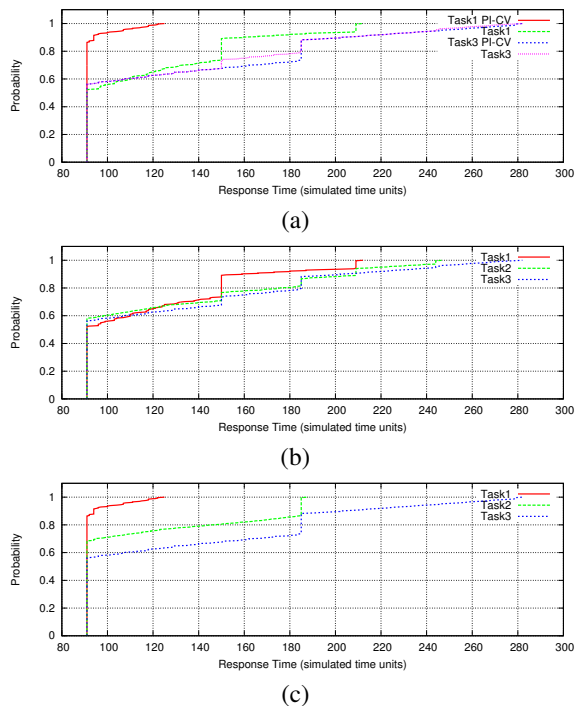 1
0.8
0.6
0.4
0.2
0
Probability
80 100 120 140 160 180 200 220 240 260 280 300
Response Time (simulated time units)
Task1 PI-CV
Task1
Task3 PI-CV
Task3
(a)
1
0.8
0.6
0.4
0.2
0
Probability
80 100 120 140 160 180 200 220 240 260 280 300
Response Time (simulated time units)
Task1
Task2
Task3
(b)
1
0.8
0.6
0.4
0.2
0
Probability
80 100 120 140 160 180 200 220 240 260 280 300
Response Time (simulated time units)
Task1
Task2
Task3
(c)